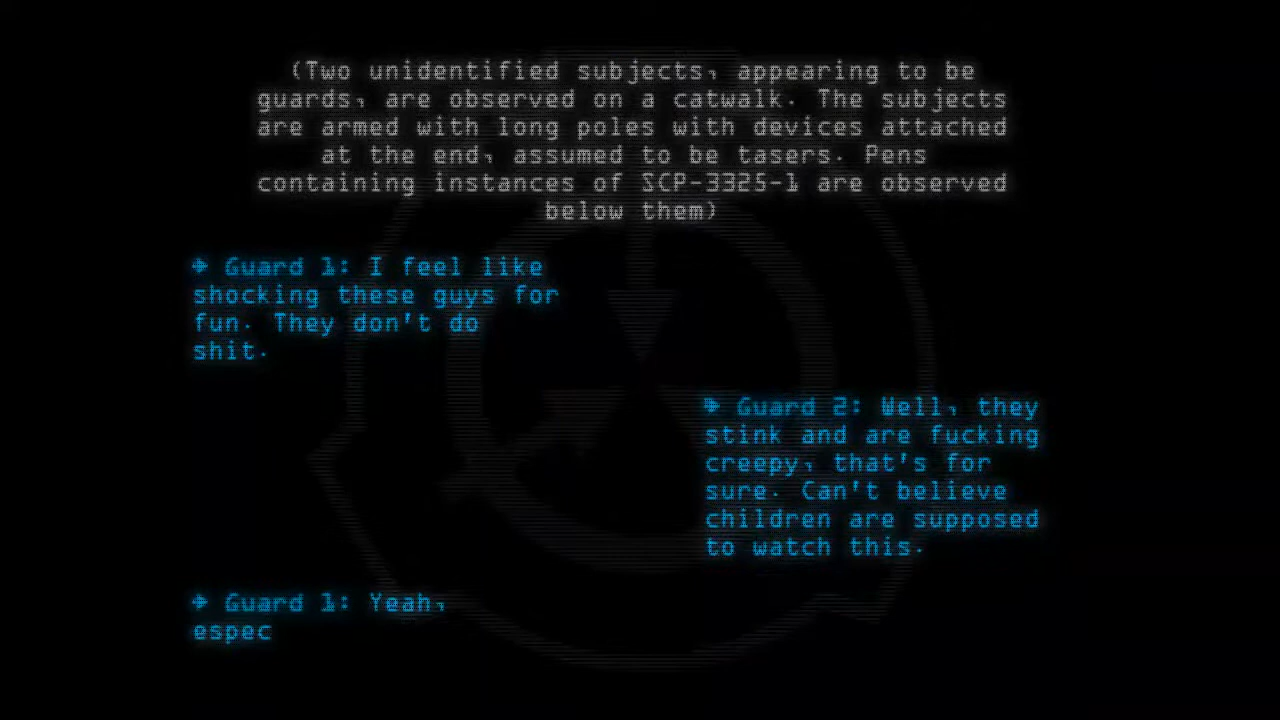 (Two unidentified subjects, appearing to be
guards, are observed on a catwalk. The subjects
are armed with long poles with devices attached
at the end, assumed to be tasers. Pens
containing instances of SCP-3325-1 are observed
below them)
→ Guard 1: I feel like
shocking these guys for
fun. They don't do
shit.
→ Guard 2: Well, they
stink and are fucking
creepy, that's for
sure. Can't believe
children are supposed
to watch this.
→ Guard 1: Yeah,
espec